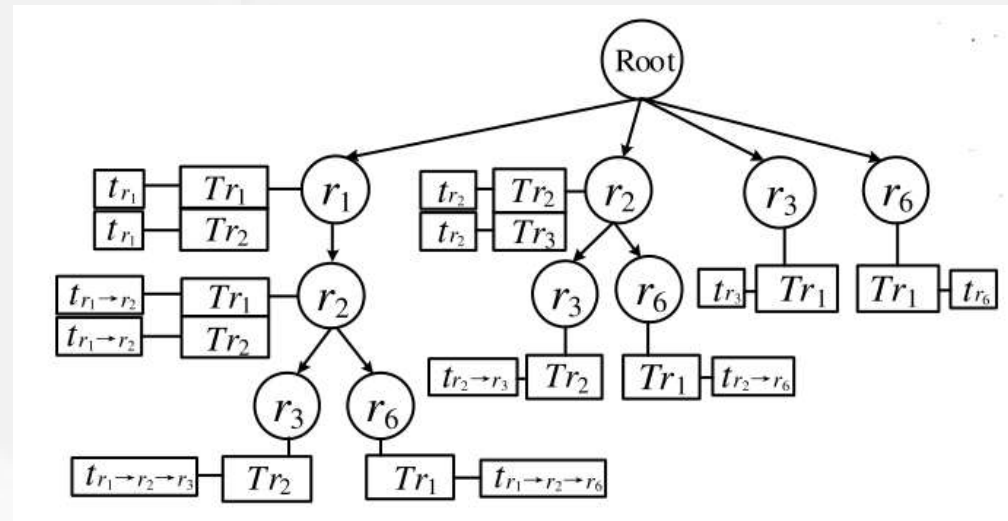 Root
r₁ r₂ r₃ r₆
t_{r₁} Tr₁
t_{r₁} Tr₂
t_{r₂} Tr₂
t_{r₂} Tr₃
t_{r₃} Tr₁
Tr₁ t_{r₆}
r₂
t_{r₁→r₂} Tr₁
t_{r₁→r₂} Tr₂
r₃ r₆
t_{r₂→r₃} Tr₂
Tr₁ t_{r₂→r₆}
r₃ r₆
t_{r₁→r₂→r₃} Tr₂
Tr₁ t_{r₁→r₂→r₆}